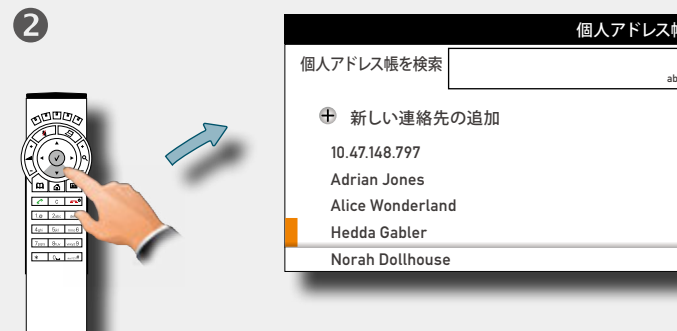 2
個人アドレス帳
個人アドレス帳を検索
ab
新しい連絡先の追加
10.47.148.797
Adrian Jones
Alice Wonderland
Hedda Gabler
Norah Dollhouse